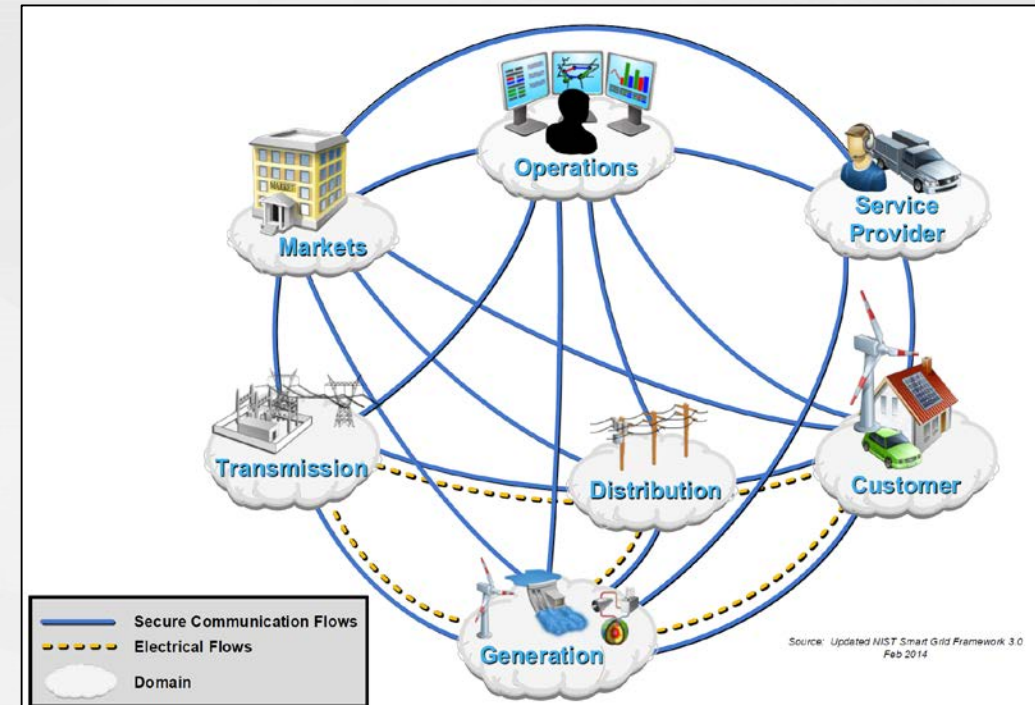 Operations
MARKET
Markets
Service
Provider
Transmission
Distribution
Customer
Generation
Secure Communication Flows
Electrical Flows
Domain
Source: Updated NIST Smart Grid Framework 3.0
Feb 2014